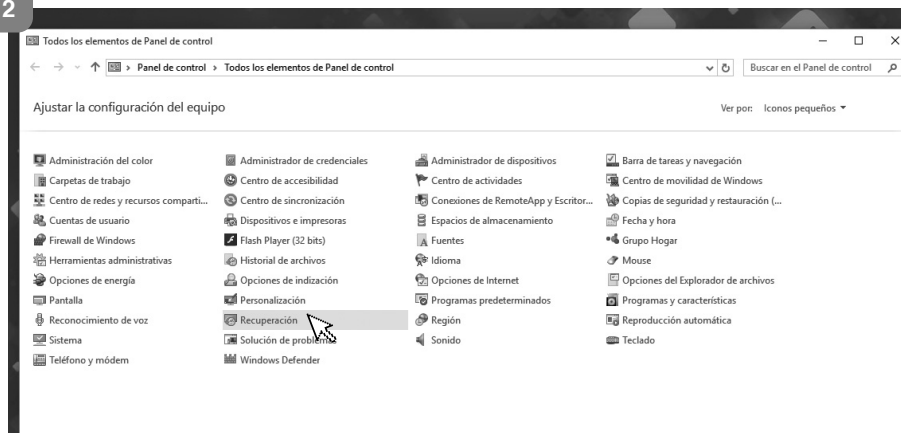 2
Todos los elementos de Panel de control
Panel de control > Todos los elementos de Panel de control
Buscar en el Panel de control
Ajustar la configuración del equipo
Ver por: Iconos pequeños
Administración del color
Administrador de credenciales
Administrador de dispositivos
Barra de tareas y navegación
Carpetas de trabajo
Centro de accesibilidad
Centro de actividades
Centro de movilidad de Windows
Centro de redes y recursos comparti...
Centro de sincronización
Conexiones de RemoteApp y Escritor...
Copias de seguridad y restauración (...
Cuentas de usuario
Dispositivos e impresoras
Espacios de almacenamiento
Fecha y hora
Firewall de Windows
Flash Player (32 bits)
Fuentes
Grupo Hogar
Herramientas administrativas
Historial de archivos
Idioma
Mouse
Opciones de energía
Opciones de indización
Opciones de Internet
Opciones del Explorador de archivos
Pantalla
Personalización
Programas predeterminados
Programas y características
Reconocimiento de voz
Recuperación
Región
Reproducción automática
Sistema
Solución de problemas
Sonido
Teclado
Teléfono y módem
Windows Defender